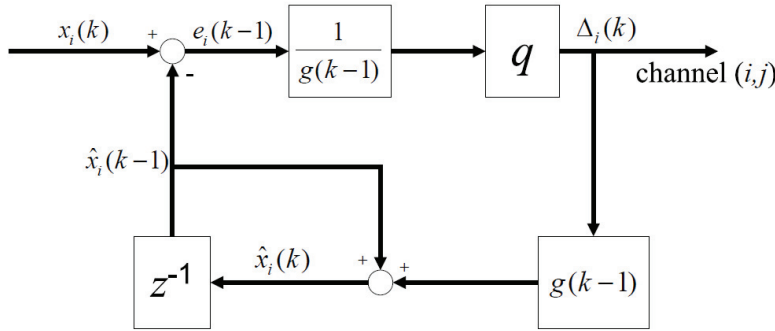 x_i(k) + e_i(k−1) 1/g(k−1) q Δ_i(k)
-
channel (i,j)
x̂_i(k−1)
+ x̂_i(k) +
z⁻¹ g(k−1)